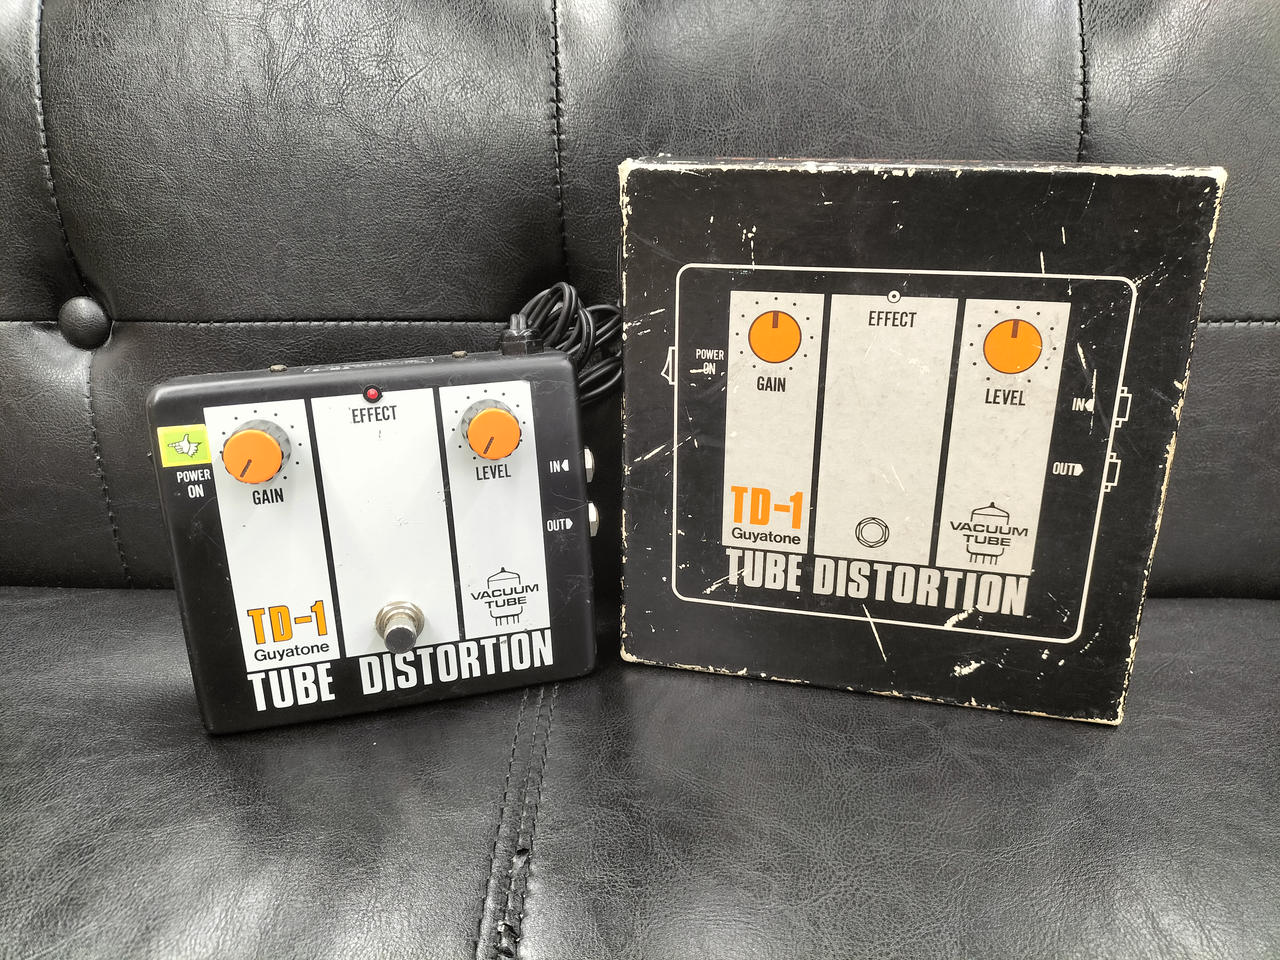 EFFECT
POWER
ON
GAIN
LEVEL
IN
OUT
TD-1
Guyatone
VACUUM
TUBE
TUBE DISTORTION
EFFECT
POWER
ON
GAIN
LEVEL
IN
OUT
TD-1
Guyatone
VACUUM
TUBE
TUBE DISTORTION